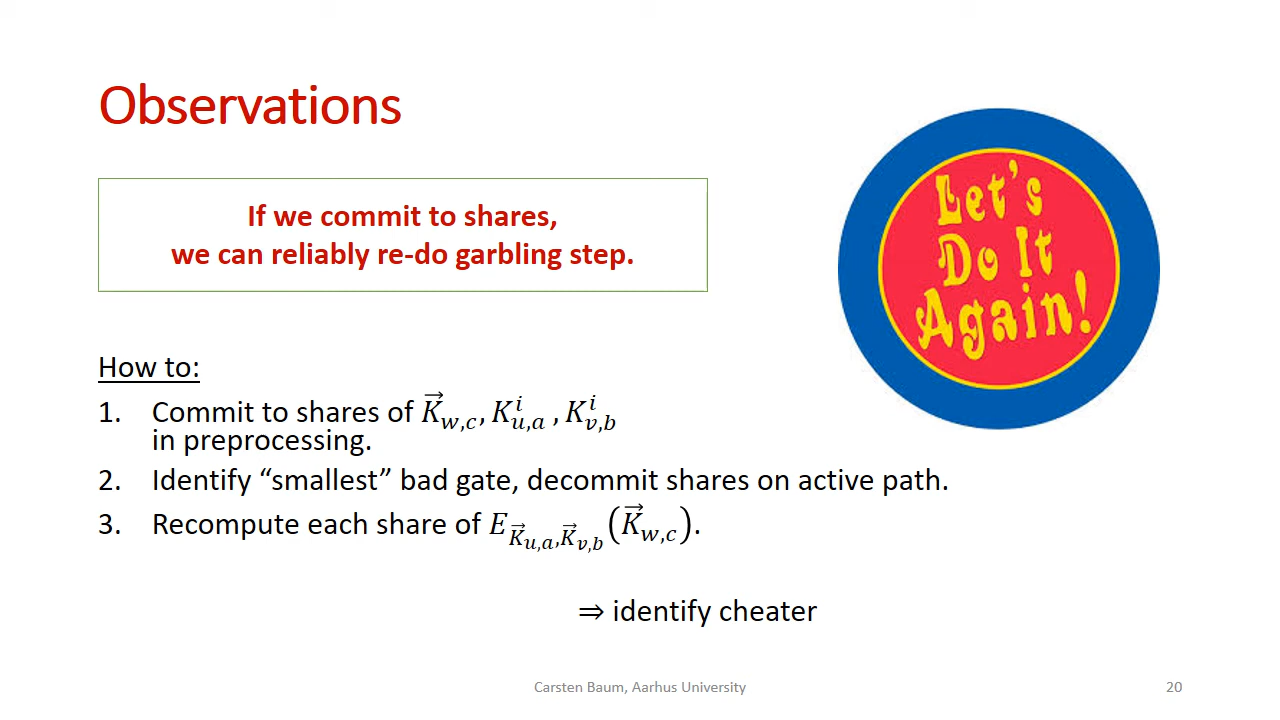 Observations
If we commit to shares,
we can reliably re-do garbling step.
Let's
Do It
Again!
How to:
1. Commit to shares of $\vec{K}_{w,c}, K^i_{u,a}, K^i_{v,b}$
in preprocessing.
2. Identify “smallest” bad gate, decommit shares on active path.
3. Recompute each share of $E_{\vec{K}_{u,a},\vec{K}_{v,b}}(\vec{K}_{w,c})$.
⇒ identify cheater
Carsten Baum, Aarhus University
20